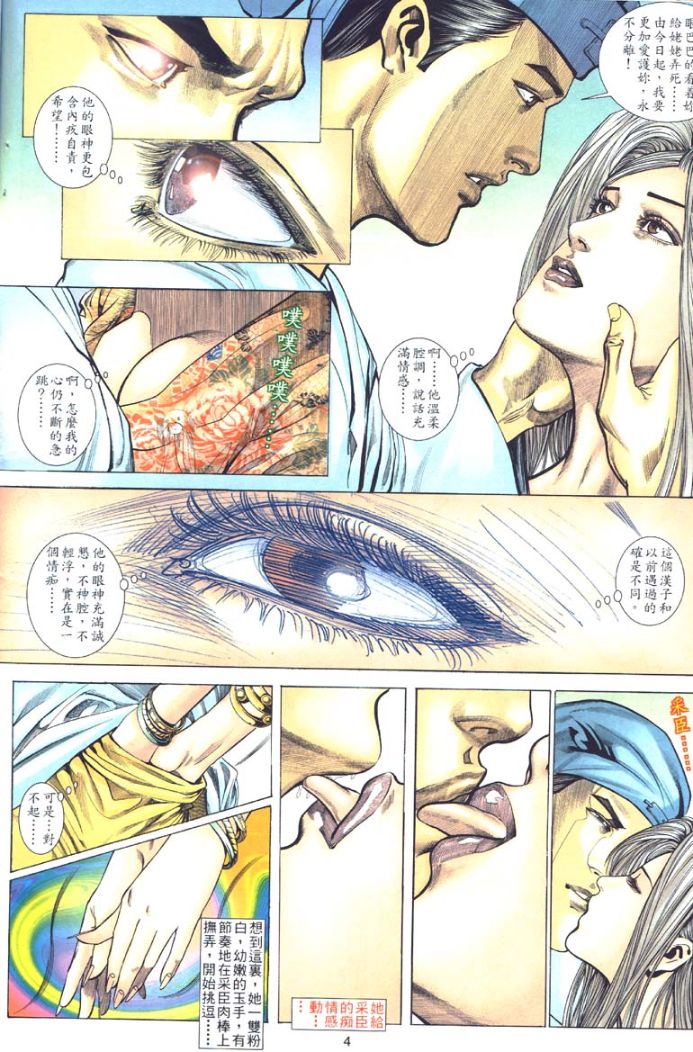 眼巴巴的看著妳
給姥姥弄死……
由今日起,我要
更加愛護妳,永
不分離!
他的眼神更包
含內疚自責,
希望!……
啊……他溫柔
腔調,說話充
滿情感……
噗噗噗噗……
啊,怎麼我的
心仍不斷的急
跳?……
這個漢子和
以前遇過的
確是不同。
他的眼神充滿誠
懇,不神腔,不
輕浮,實在是一
個情痴……
采臣……
她給
采臣
的痴
情感
動……
可是…對
不起……
想到這裏,她一雙粉
白,幼嫩的玉手,有
節奏地在采臣肉棒上
撫弄,開始挑逗……
4